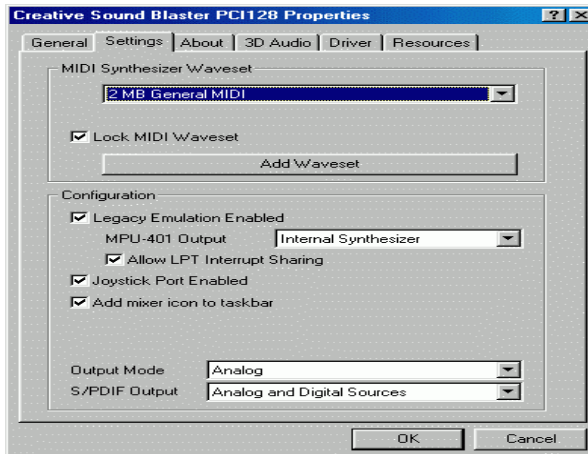 Creative Sound Blaster PCI128 Properties
General Settings About 3D Audio Driver Resources
MIDI Synthesizer Waveset
2 MB General MIDI
Lock MIDI Waveset
Add Waveset
Configuration
Legacy Emulation Enabled
MPU-401 Output Internal Synthesizer
Allow LPT Interrupt Sharing
Joystick Port Enabled
Add mixer icon to taskbar
Output Mode Analog
S/PDIF Output Analog and Digital Sources
OK Cancel